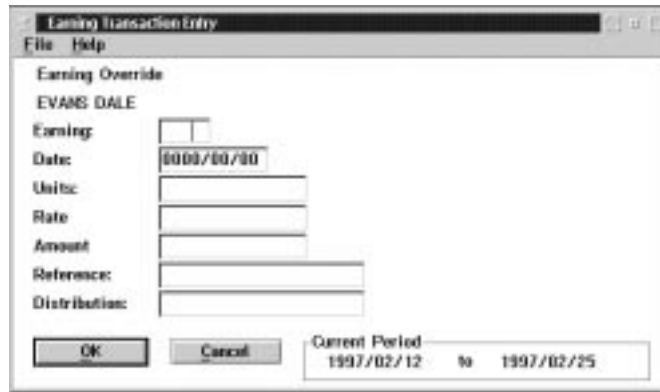 Earning Transaction Entry
File Help
Earning Override
EVANS DALE
Earning:
Date: 0000/00/00
Units:
Rate
Amount
Reference:
Distribution:
OK Cancel
Current Period
1997/02/12 to 1997/02/25